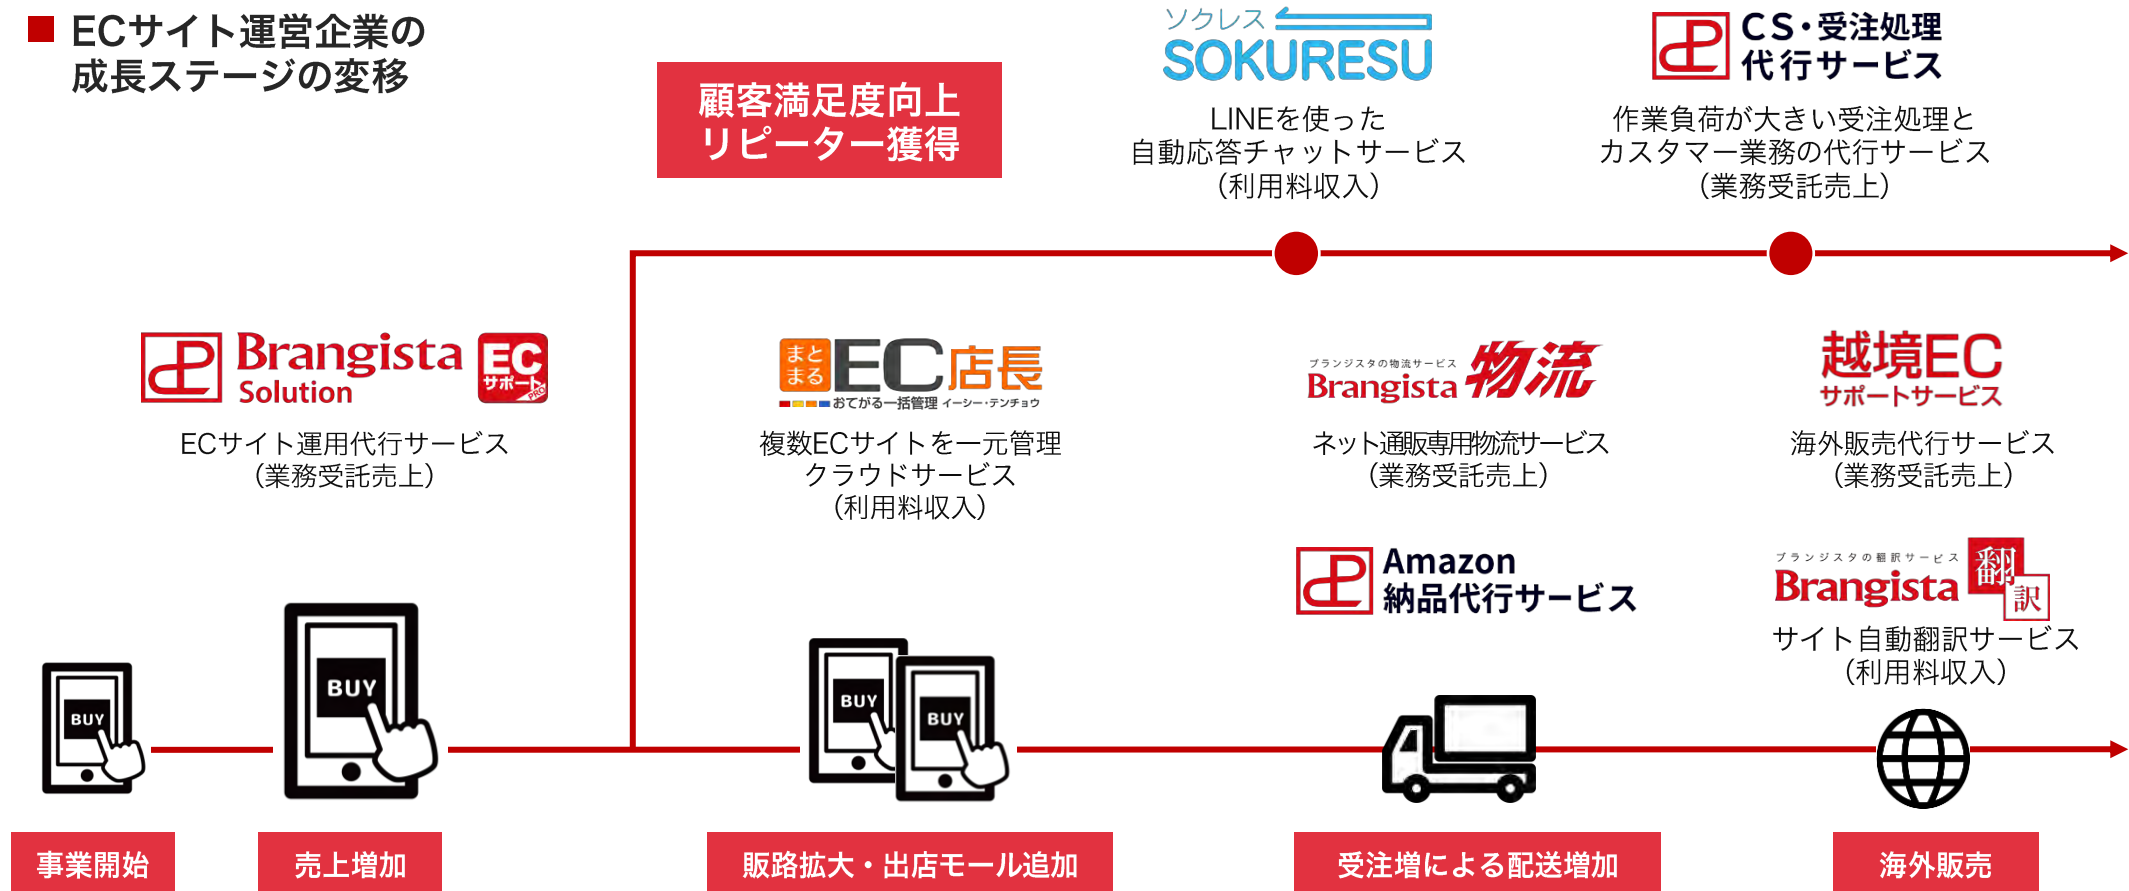 ECサイト運営企業の
成長ステージの変移
顧客満足度向上
リピーター獲得
ソクレス
SOKURESU
LINEを使った
自動応答チャットサービス
（利用料収入）
CS・受注処理
代行サービス
作業負荷が大きい受注処理と
カスタマー業務の代行サービス
（業務受託売上）
Brangista
Solution
EC
サポート
PRO
ECサイト運用代行サービス
（業務受託売上）
まと
まる
EC店長
おてがる一括管理 イーシー・テンチョウ
複数ECサイトを一元管理
クラウドサービス
（利用料収入）
ブランジスタの物流サービス
Brangista 物流
ネット通販専用物流サービス
（業務受託売上）
越境EC
サポートサービス
海外販売代行サービス
（業務受託売上）
Amazon
納品代行サービス
ブランジスタの翻訳サービス
Brangista 翻訳
サイト自動翻訳サービス
（利用料収入）
BUY
BUY
BUY
BUY
事業開始
売上増加
販路拡大・出店モール追加
受注増による配送増加
海外販売